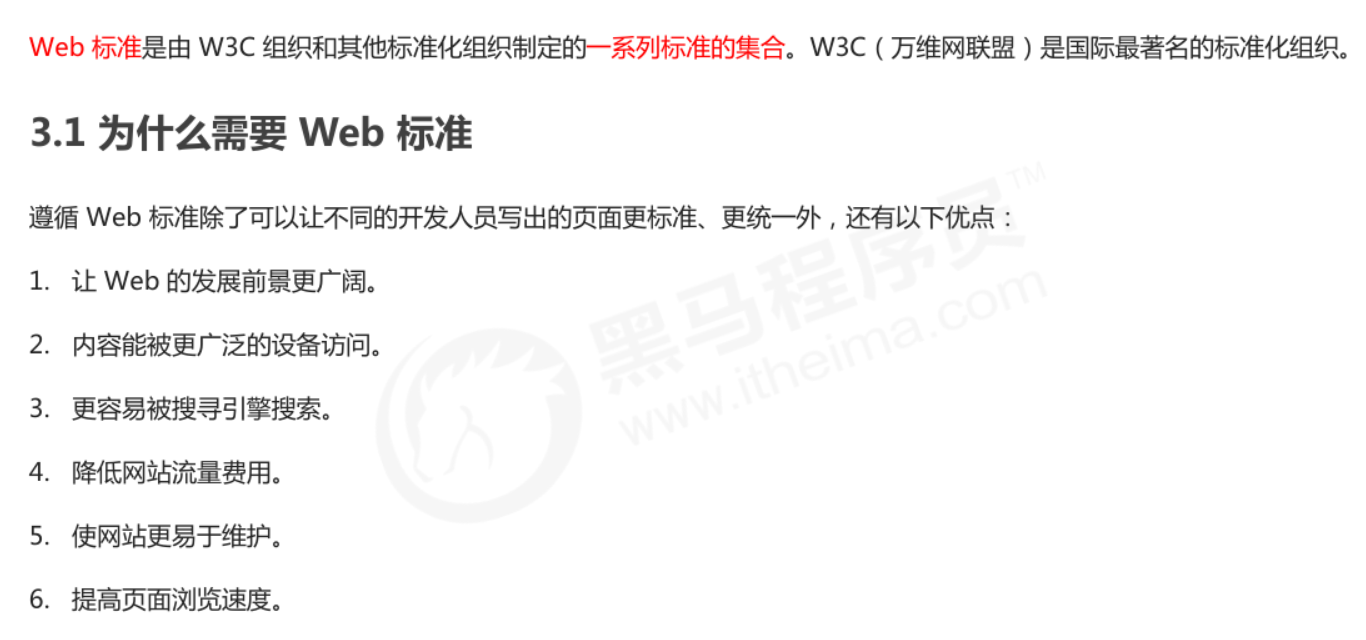 Web 标准是由 W3C 组织和其他标准化组织制定的一系列标准的集合。W3C（万维网联盟）是国际最著名的标准化组织。
3.1 为什么需要 Web 标准
遵循 Web 标准除了可以让不同的开发人员写出的页面更标准、更统一外，还有以下优点：
1. 让 Web 的发展前景更广阔。
2. 内容能被更广泛的设备访问。
3. 更容易被搜寻引擎搜索。
4. 降低网站流量费用。
5. 使网站更易于维护。
6. 提高页面浏览速度。
黑马程序员™
www.itheima.com